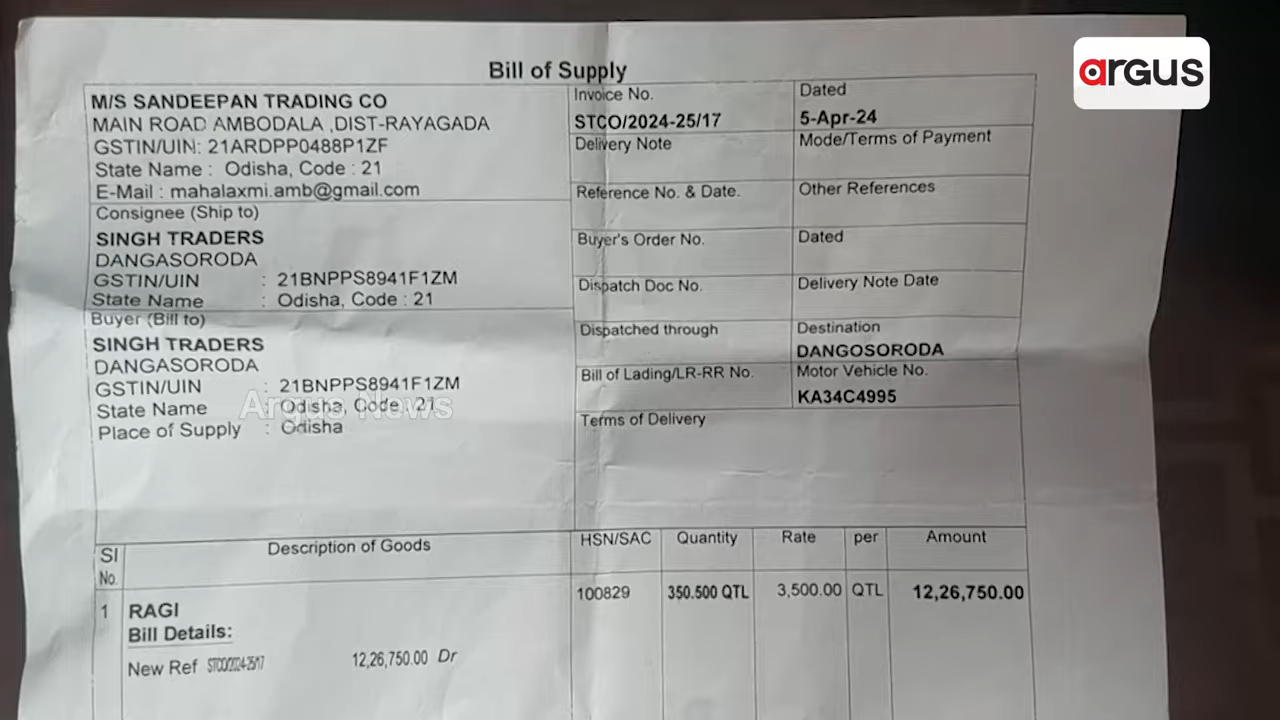 argus
Bill of Supply
M/S SANDEEPAN TRADING CO
MAIN ROAD AMBODALA ,DIST-RAYAGADA
GSTIN/UIN: 21ARDPP0488P1ZF
State Name : Odisha, Code : 21
E-Mail : mahalaxmi.amb@gmail.com
Invoice No.
STCO/2024-25/17
Dated
5-Apr-24
Delivery Note
Mode/Terms of Payment
Reference No. & Date.
Other References
Consignee (Ship to)
SINGH TRADERS
DANGASORODA
GSTIN/UIN : 21BNPPS8941F1ZM
State Name : Odisha, Code : 21
Buyer's Order No.
Dated
Dispatch Doc No.
Delivery Note Date
Buyer (Bill to)
SINGH TRADERS
DANGASORODA
GSTIN/UIN : 21BNPPS8941F1ZM
State Name : Odisha, Code : 21
Place of Supply : Odisha
Argus News
Dispatched through
Destination
DANGOSORODA
Bill of Lading/LR-RR No.
Motor Vehicle No.
KA34C4995
Terms of Delivery
SI No. Description of Goods HSN/SAC Quantity Rate per Amount
1 RAGI 100829 350.500 QTL 3,500.00 QTL 12,26,750.00
Bill Details:
New Ref STCO/2024-25/17 12,26,750.00 Dr